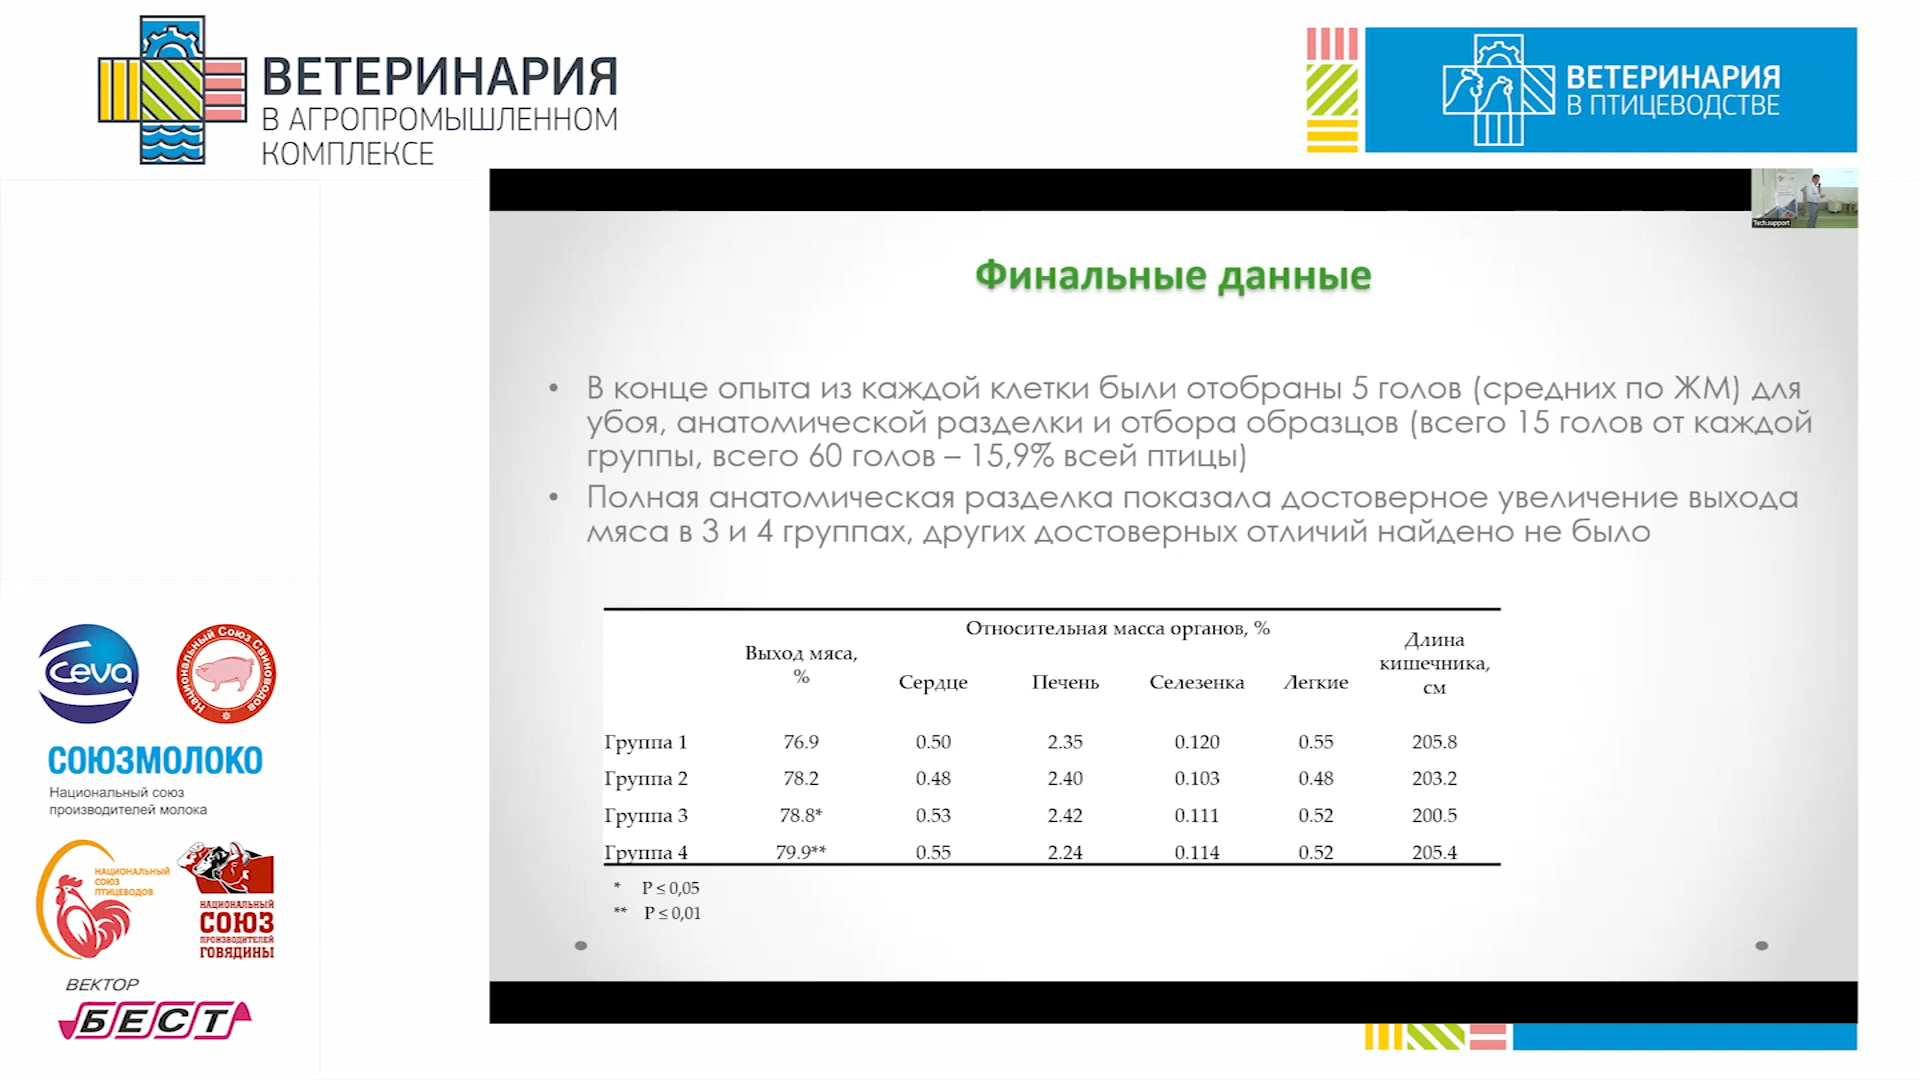 ВЕТЕРИНАРИЯ
В АГРОПРОМЫШЛЕННОМ
КОМПЛЕКСЕ
ВЕТЕРИНАРИЯ
В ПТИЦЕВОДСТВЕ
Tech.support
Финальные данные
• В конце опыта из каждой клетки были отобраны 5 голов (средних по ЖМ) для
убоя, анатомической разделки и отбора образцов (всего 15 голов от каждой
группы, всего 60 голов – 15,9% всей птицы)
• Полная анатомическая разделка показала достоверное увеличение выхода
мяса в 3 и 4 группах, других достоверных отличий найдено не было
Выход мяса, %
Относительная масса органов, %
Сердце Печень Селезенка Легкие
Длина
кишечника,
см
Группа 1 76.9 0.50 2.35 0.120 0.55 205.8
Группа 2 78.2 0.48 2.40 0.103 0.48 203.2
Группа 3 78.8* 0.53 2.42 0.111 0.52 200.5
Группа 4 79.9** 0.55 2.24 0.114 0.52 205.4
* P ≤ 0,05
** P ≤ 0,01
Ceva
Национальный Союз Свиноводов
СОЮЗМОЛОКО
Национальный союз
производителей молока
НАЦИОНАЛЬНЫЙ
СОЮЗ
ПТИЦЕВОДОВ
НАЦИОНАЛЬНЫЙ
СОЮЗ
ПРОИЗВОДИТЕЛЕЙ
ГОВЯДИНЫ
ВЕКТОР
БЕСТ